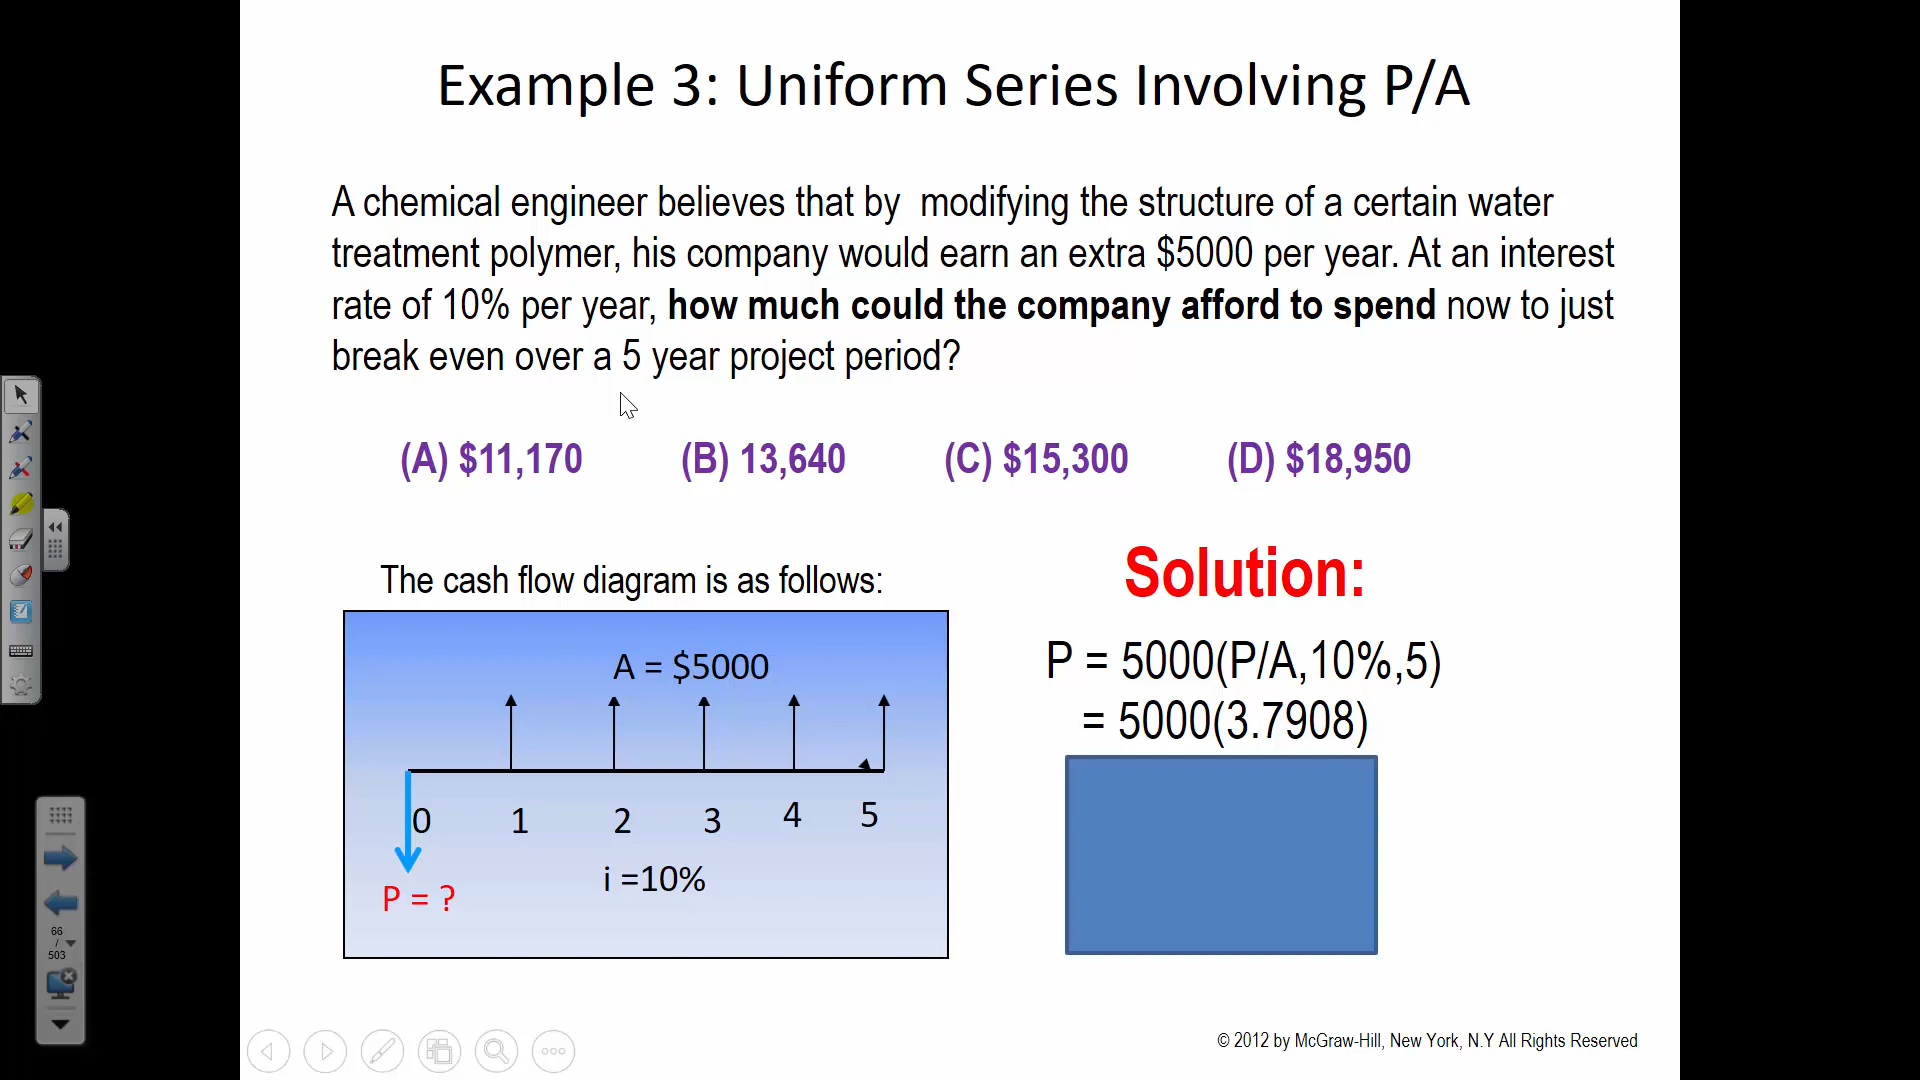 Example 3: Uniform Series Involving P/A
A chemical engineer believes that by modifying the structure of a certain water
treatment polymer, his company would earn an extra $5000 per year. At an interest
rate of 10% per year, how much could the company afford to spend now to just
break even over a 5 year project period?
(A) $11,170 (B) 13,640 (C) $15,300 (D) $18,950
The cash flow diagram is as follows:
A = $5000
0 1 2 3 4 5
i =10%
P = ?
Solution:
P = 5000(P/A,10%,5)
= 5000(3.7908)
66
/
503
© 2012 by McGraw-Hill, New York, N.Y All Rights Reserved